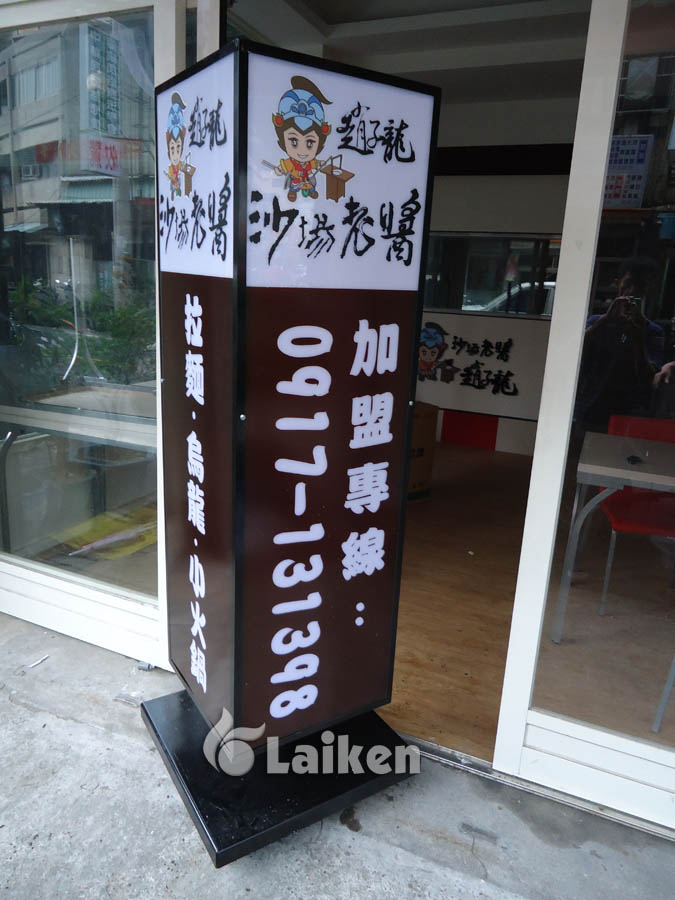 趙子龍
沙場老醬
拉麵·烏龍·小火鍋
趙子龍
沙場老醬
加盟專線:
0917-131398
沙場老醬
趙子龍
Laiken